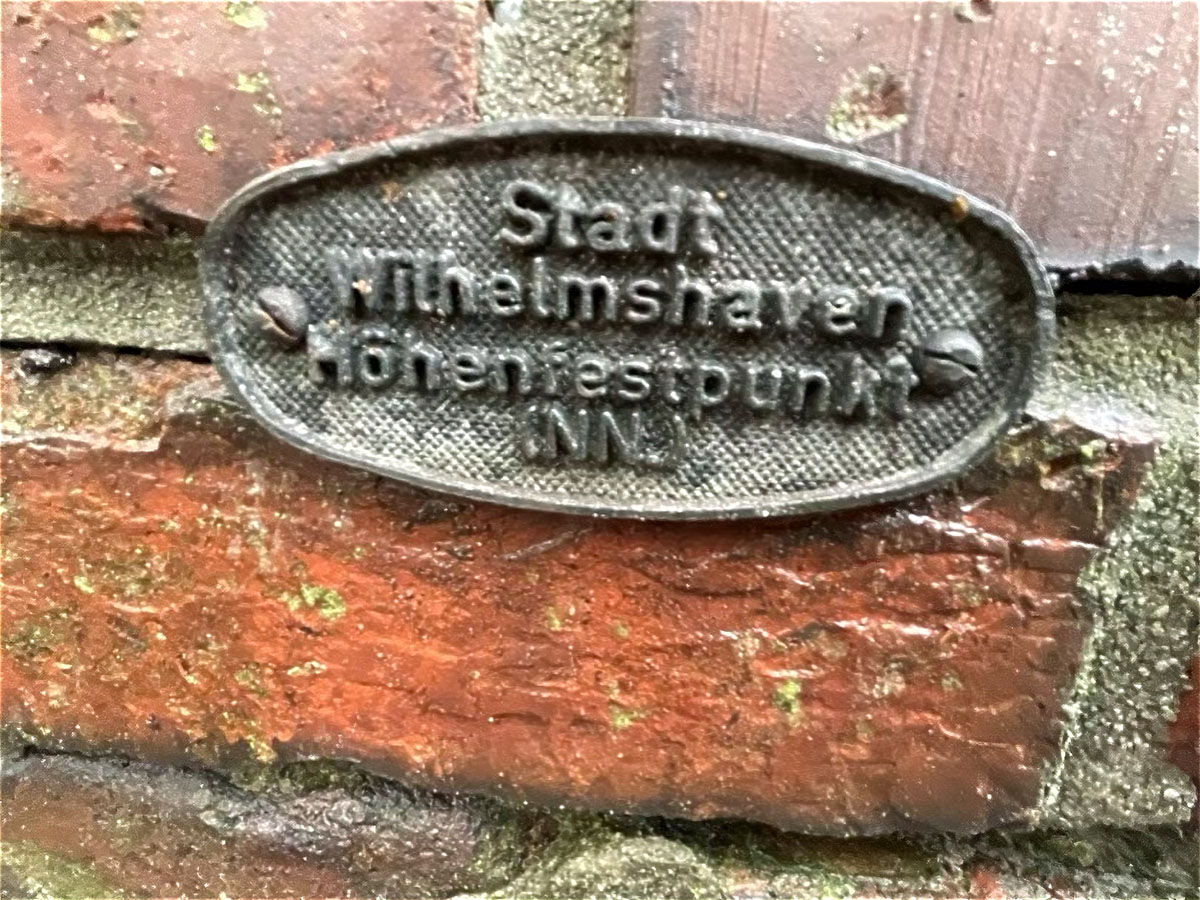 Stadt
Wilhelmshaven
Höhenfestpunkt
(NN.)